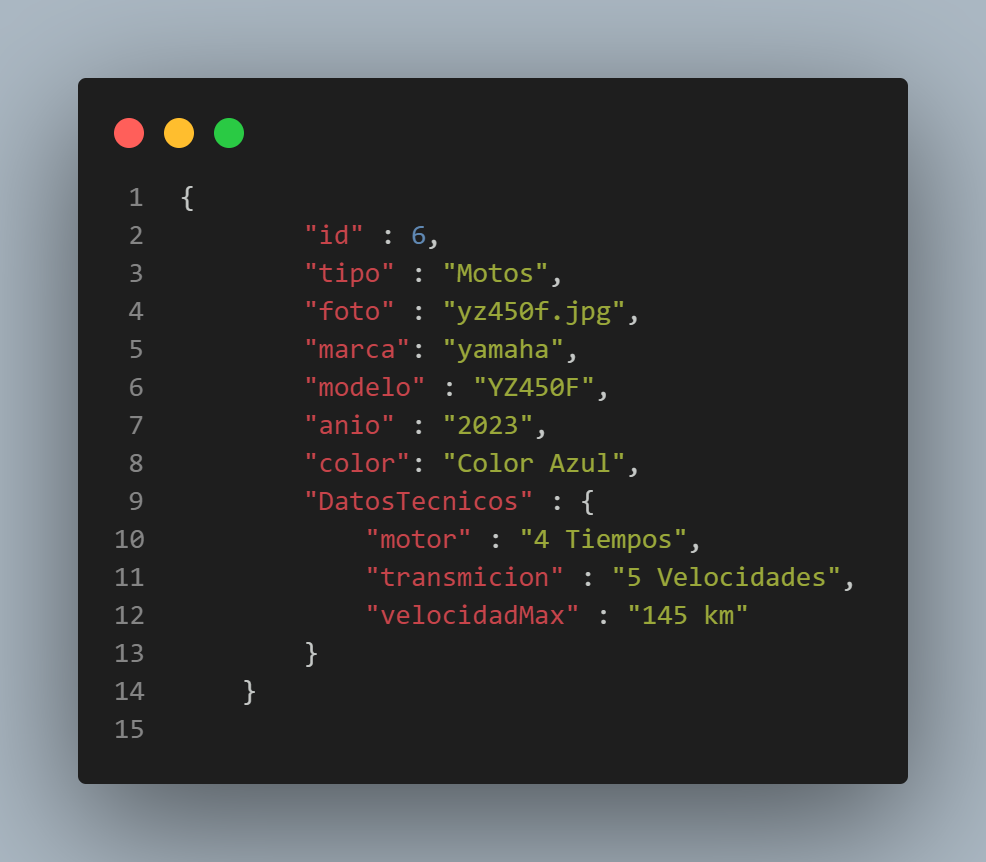 1 {
2 "id" : 6,
3 "tipo" : "Motos",
4 "foto" : "yz450f.jpg",
5 "marca": "yamaha",
6 "modelo" : "YZ450F",
7 "anio" : "2023",
8 "color": "Color Azul",
9 "DatosTecnicos" : {
10 "motor" : "4 Tiempos",
11 "transmicion" : "5 Velocidades",
12 "velocidadMax" : "145 km"
13 }
14 }
15